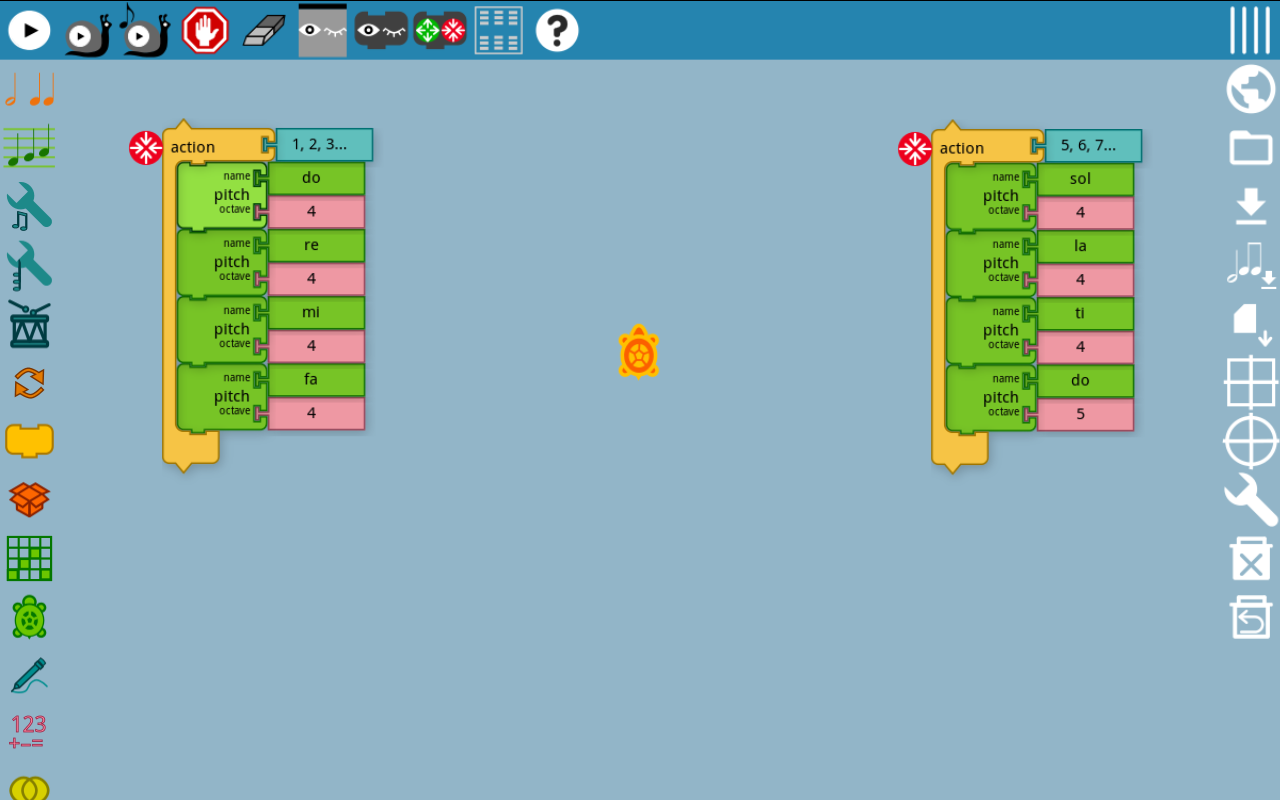 ?
action 1, 2, 3...
name do
pitch
octave 4
name re
pitch
octave 4
name mi
pitch
octave 4
name fa
pitch
octave 4
action 5, 6, 7...
name sol
pitch
octave 4
name la
pitch
octave 4
name ti
pitch
octave 4
name do
pitch
octave 5
123
+−=